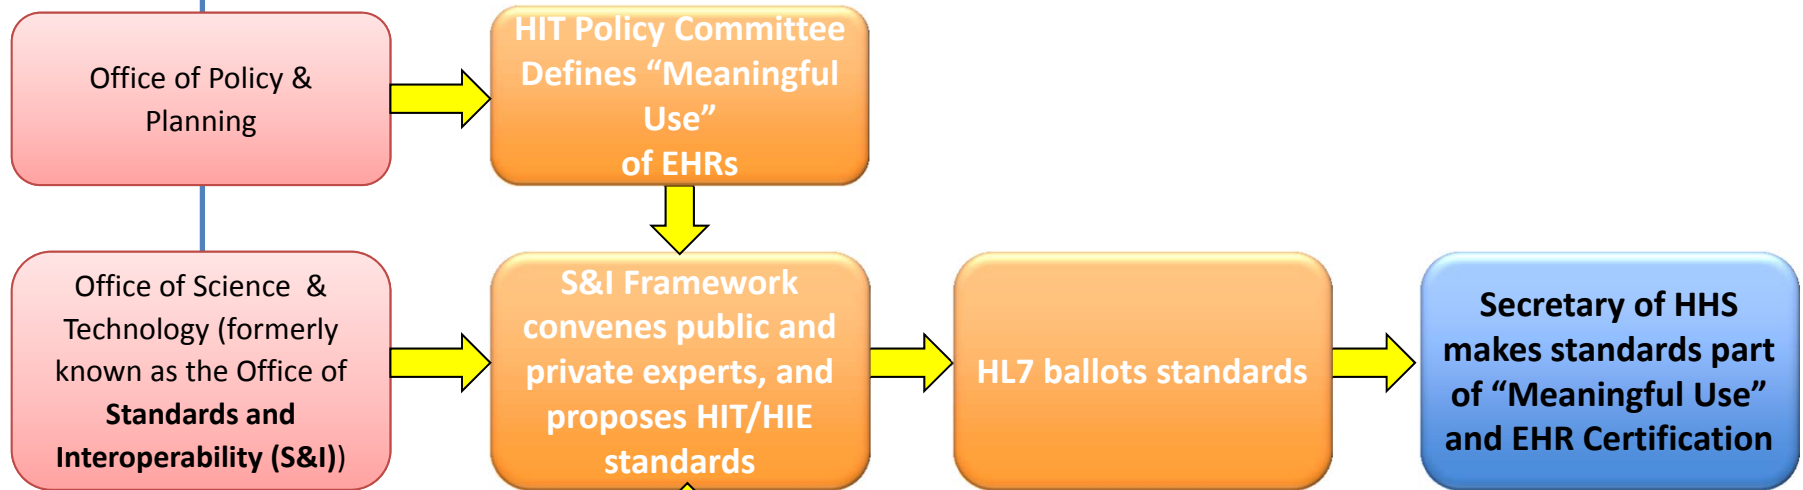 Office of Policy &
Planning
HIT Policy Committee
Defines “Meaningful
Use”
of EHRs
Office of Science & 
Technology (formerly
known as the Office of
Standards and
Interoperability (S&I))
S&I Framework
convenes public and
private experts, and
proposes HIT/HIE
standards
HL7 ballots standards
Secretary of HHS
makes standards part
of “Meaningful Use”
and EHR Certification